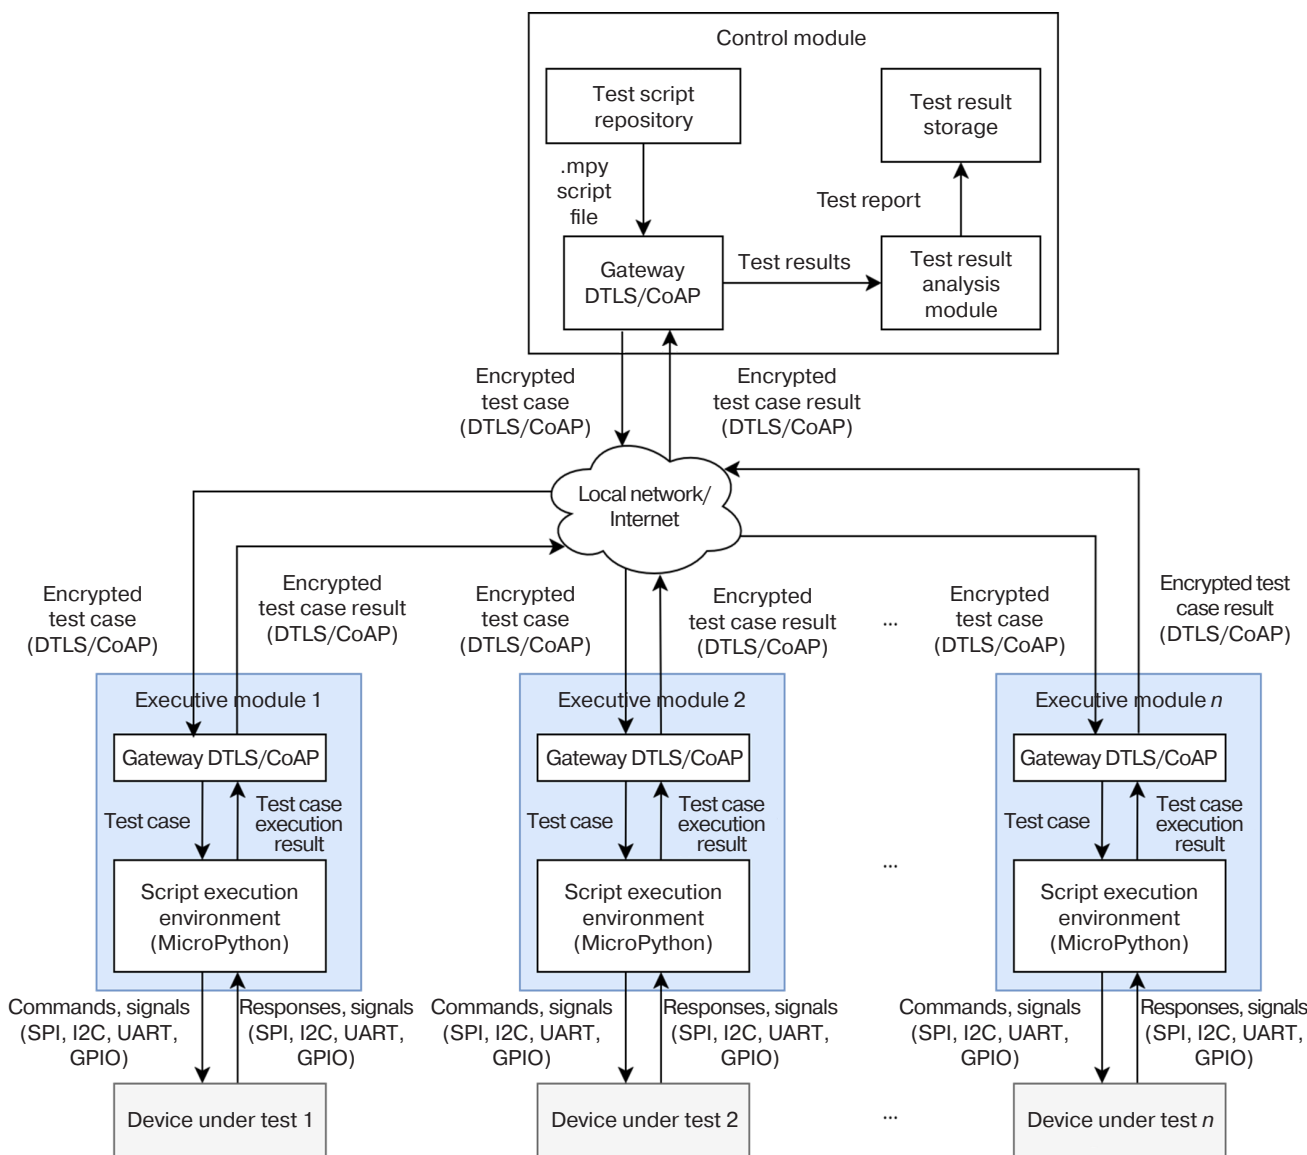 Control module
Test script
repository
Test result
storage
.mpy
script
file
Test report
Gateway
DTLS/CoAP
Test results
Test result
analysis
module
Encrypted
test case
(DTLS/CoAP)
Encrypted
test case result
(DTLS/CoAP)
Local network/
Internet
Encrypted
test case
(DTLS/CoAP)
Encrypted
test case result
(DTLS/CoAP)
Encrypted
test case
(DTLS/CoAP)
Encrypted
test case result
(DTLS/CoAP)
...
Encrypted
test case
(DTLS/CoAP)
Encrypted test
case result
(DTLS/CoAP)
Executive module 1
Gateway DTLS/CoAP
Test case
Test case
execution
result
Script execution
environment
(MicroPython)
Executive module 2
Gateway DTLS/CoAP
Test case
Test case
execution
result
Script execution
environment
(MicroPython)
...
Executive module n
Gateway DTLS/CoAP
Test case
Test case
execution
result
Script execution
environment
(MicroPython)
Commands, signals
(SPI, I2C, UART,
GPIO)
Responses, signals
(SPI, I2C, UART,
GPIO)
Commands, signals
(SPI, I2C, UART,
GPIO)
Responses, signals
(SPI, I2C, UART,
GPIO)
Commands, signals
(SPI, I2C, UART,
GPIO)
Responses, signals
(SPI, I2C, UART,
GPIO)
Device under test 1
Device under test 2
...
Device under test n